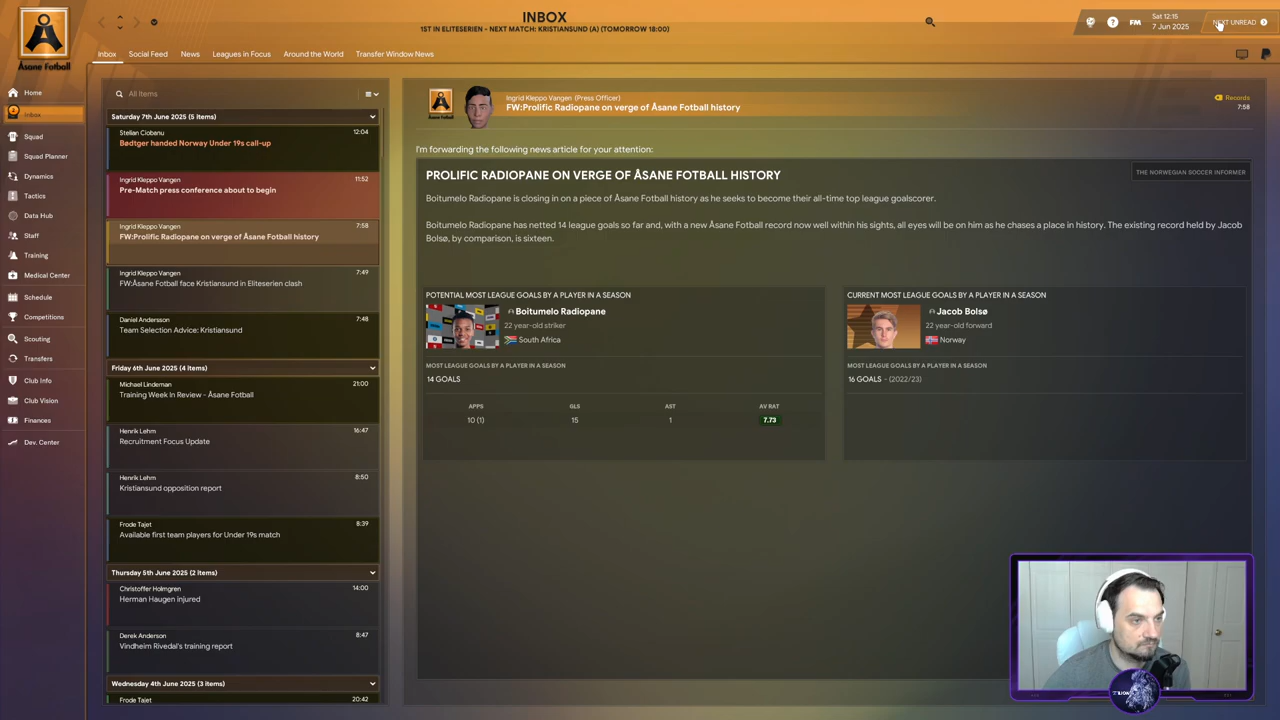 INBOX
1ST IN ELITESERIEN - NEXT MATCH: KRISTIANSUND (A) (TOMORROW 18:00)
FM
Sat 12:15
7 Jun 2025
NEXT UNREAD
Åsane Fotball
Inbox
Social Feed
News
Leagues in Focus
Around the World
Transfer Window News
Home
Inbox
Squad
Squad Planner
Dynamics
Tactics
Data Hub
Staff
Training
Medical Center
Schedule
Competitions
Scouting
Transfers
Club Info
Club Vision
Finances
Dev. Center
All Items
Saturday 7th June 2025 (5 items)
Stelian Ciobanu 12:04
Bødtger handed Norway Under 19s call-up
Ingrid Kleppo Vangen 11:52
Pre-Match press conference about to begin
Ingrid Kleppo Vangen 7:58
FW:Prolific Radiopane on verge of Åsane Fotball history
Ingrid Kleppo Vangen 7:49
FW:Åsane Fotball face Kristiansund in Eliteserien clash
Daniel Andersson 7:48
Team Selection Advice: Kristiansund
Friday 6th June 2025 (4 items)
Michael Lindeman 21:00
Training Week In Review - Åsane Fotball
Henrik Lehm 16:47
Recruitment Focus Update
Henrik Lehm 8:50
Kristiansund opposition report
Frode Tajet 8:39
Available first team players for Under 19s match
Thursday 5th June 2025 (2 items)
Christoffer Holmgren 14:00
Herman Haugen injured
Derek Anderson 8:47
Vindheim Rivedal's training report
Wednesday 4th June 2025 (3 items)
Frode Tajet 20:42
Ingrid Kleppo Vangen (Press Officer)
FW:Prolific Radiopane on verge of Åsane Fotball history
Records
7:58
I'm forwarding the following news article for your attention:
PROLIFIC RADIOPANE ON VERGE OF ÅSANE FOTBALL HISTORY
THE NORWEGIAN SOCCER INFORMER
Boitumelo Radiopane is closing in on a piece of Åsane Fotball history as he seeks to become their all-time top league goalscorer.
Boitumelo Radiopane has netted 14 league goals so far and, with a new Åsane Fotball record now well within his sights, all eyes will be on him as he chases a place in history. The existing record held by Jacob
Bolsø, by comparison, is sixteen.
POTENTIAL MOST LEAGUE GOALS BY A PLAYER IN A SEASON
Boitumelo Radiopane
22 year-old striker
South Africa
MOST LEAGUE GOALS BY A PLAYER IN A SEASON
14 GOALS
APPS GLS AST AV RAT
10 (1) 15 1 7.73
CURRENT MOST LEAGUE GOALS BY A PLAYER IN A SEASON
Jacob Bolsø
22 year-old forward
Norway
MOST LEAGUE GOALS BY A PLAYER IN A SEASON
16 GOALS - (2022/23)